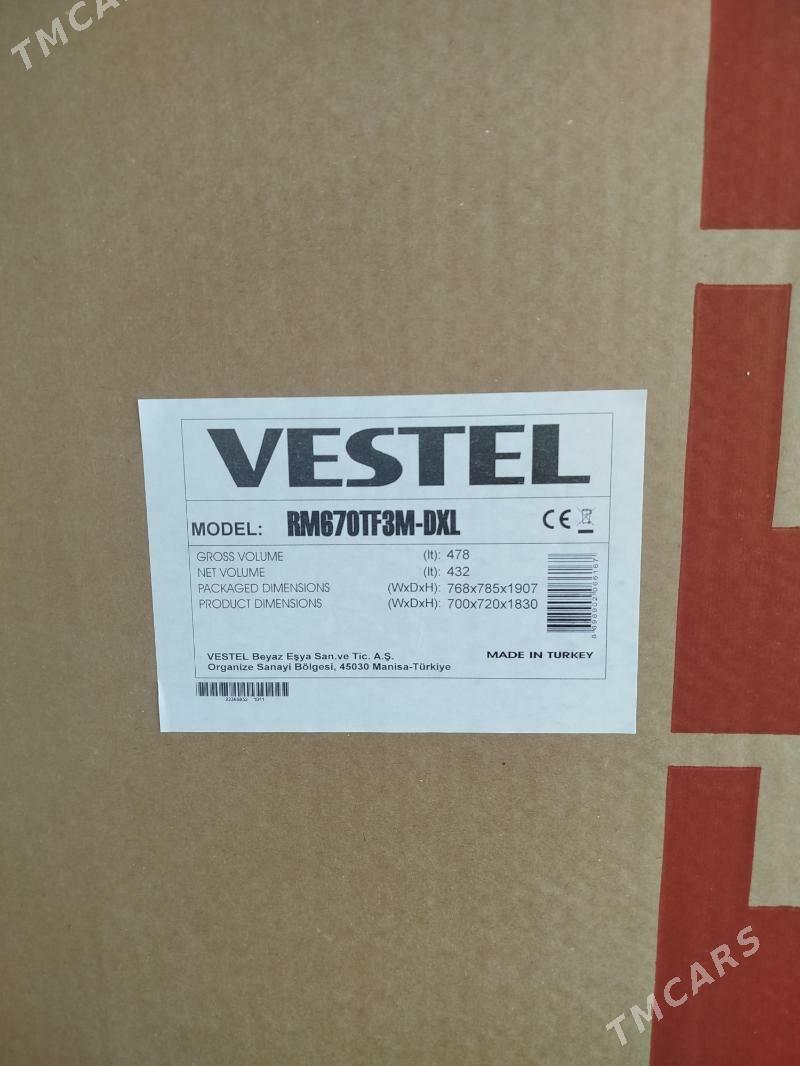 TMCARS
VESTEL
MODEL: RM670TF3M-DXL CE
GROSS VOLUME (lt): 478
NET VOLUME (lt): 432
PACKAGED DIMENSIONS (WxDxH): 768x785x1907
PRODUCT DIMENSIONS (WxDxH): 700x720x1830
VESTEL Beyaz Eşya San.ve Tic. A.Ş.
Organize Sanayi Bölgesi, 45030 Manisa-Türkiye
MADE IN TURKEY
TMCARS